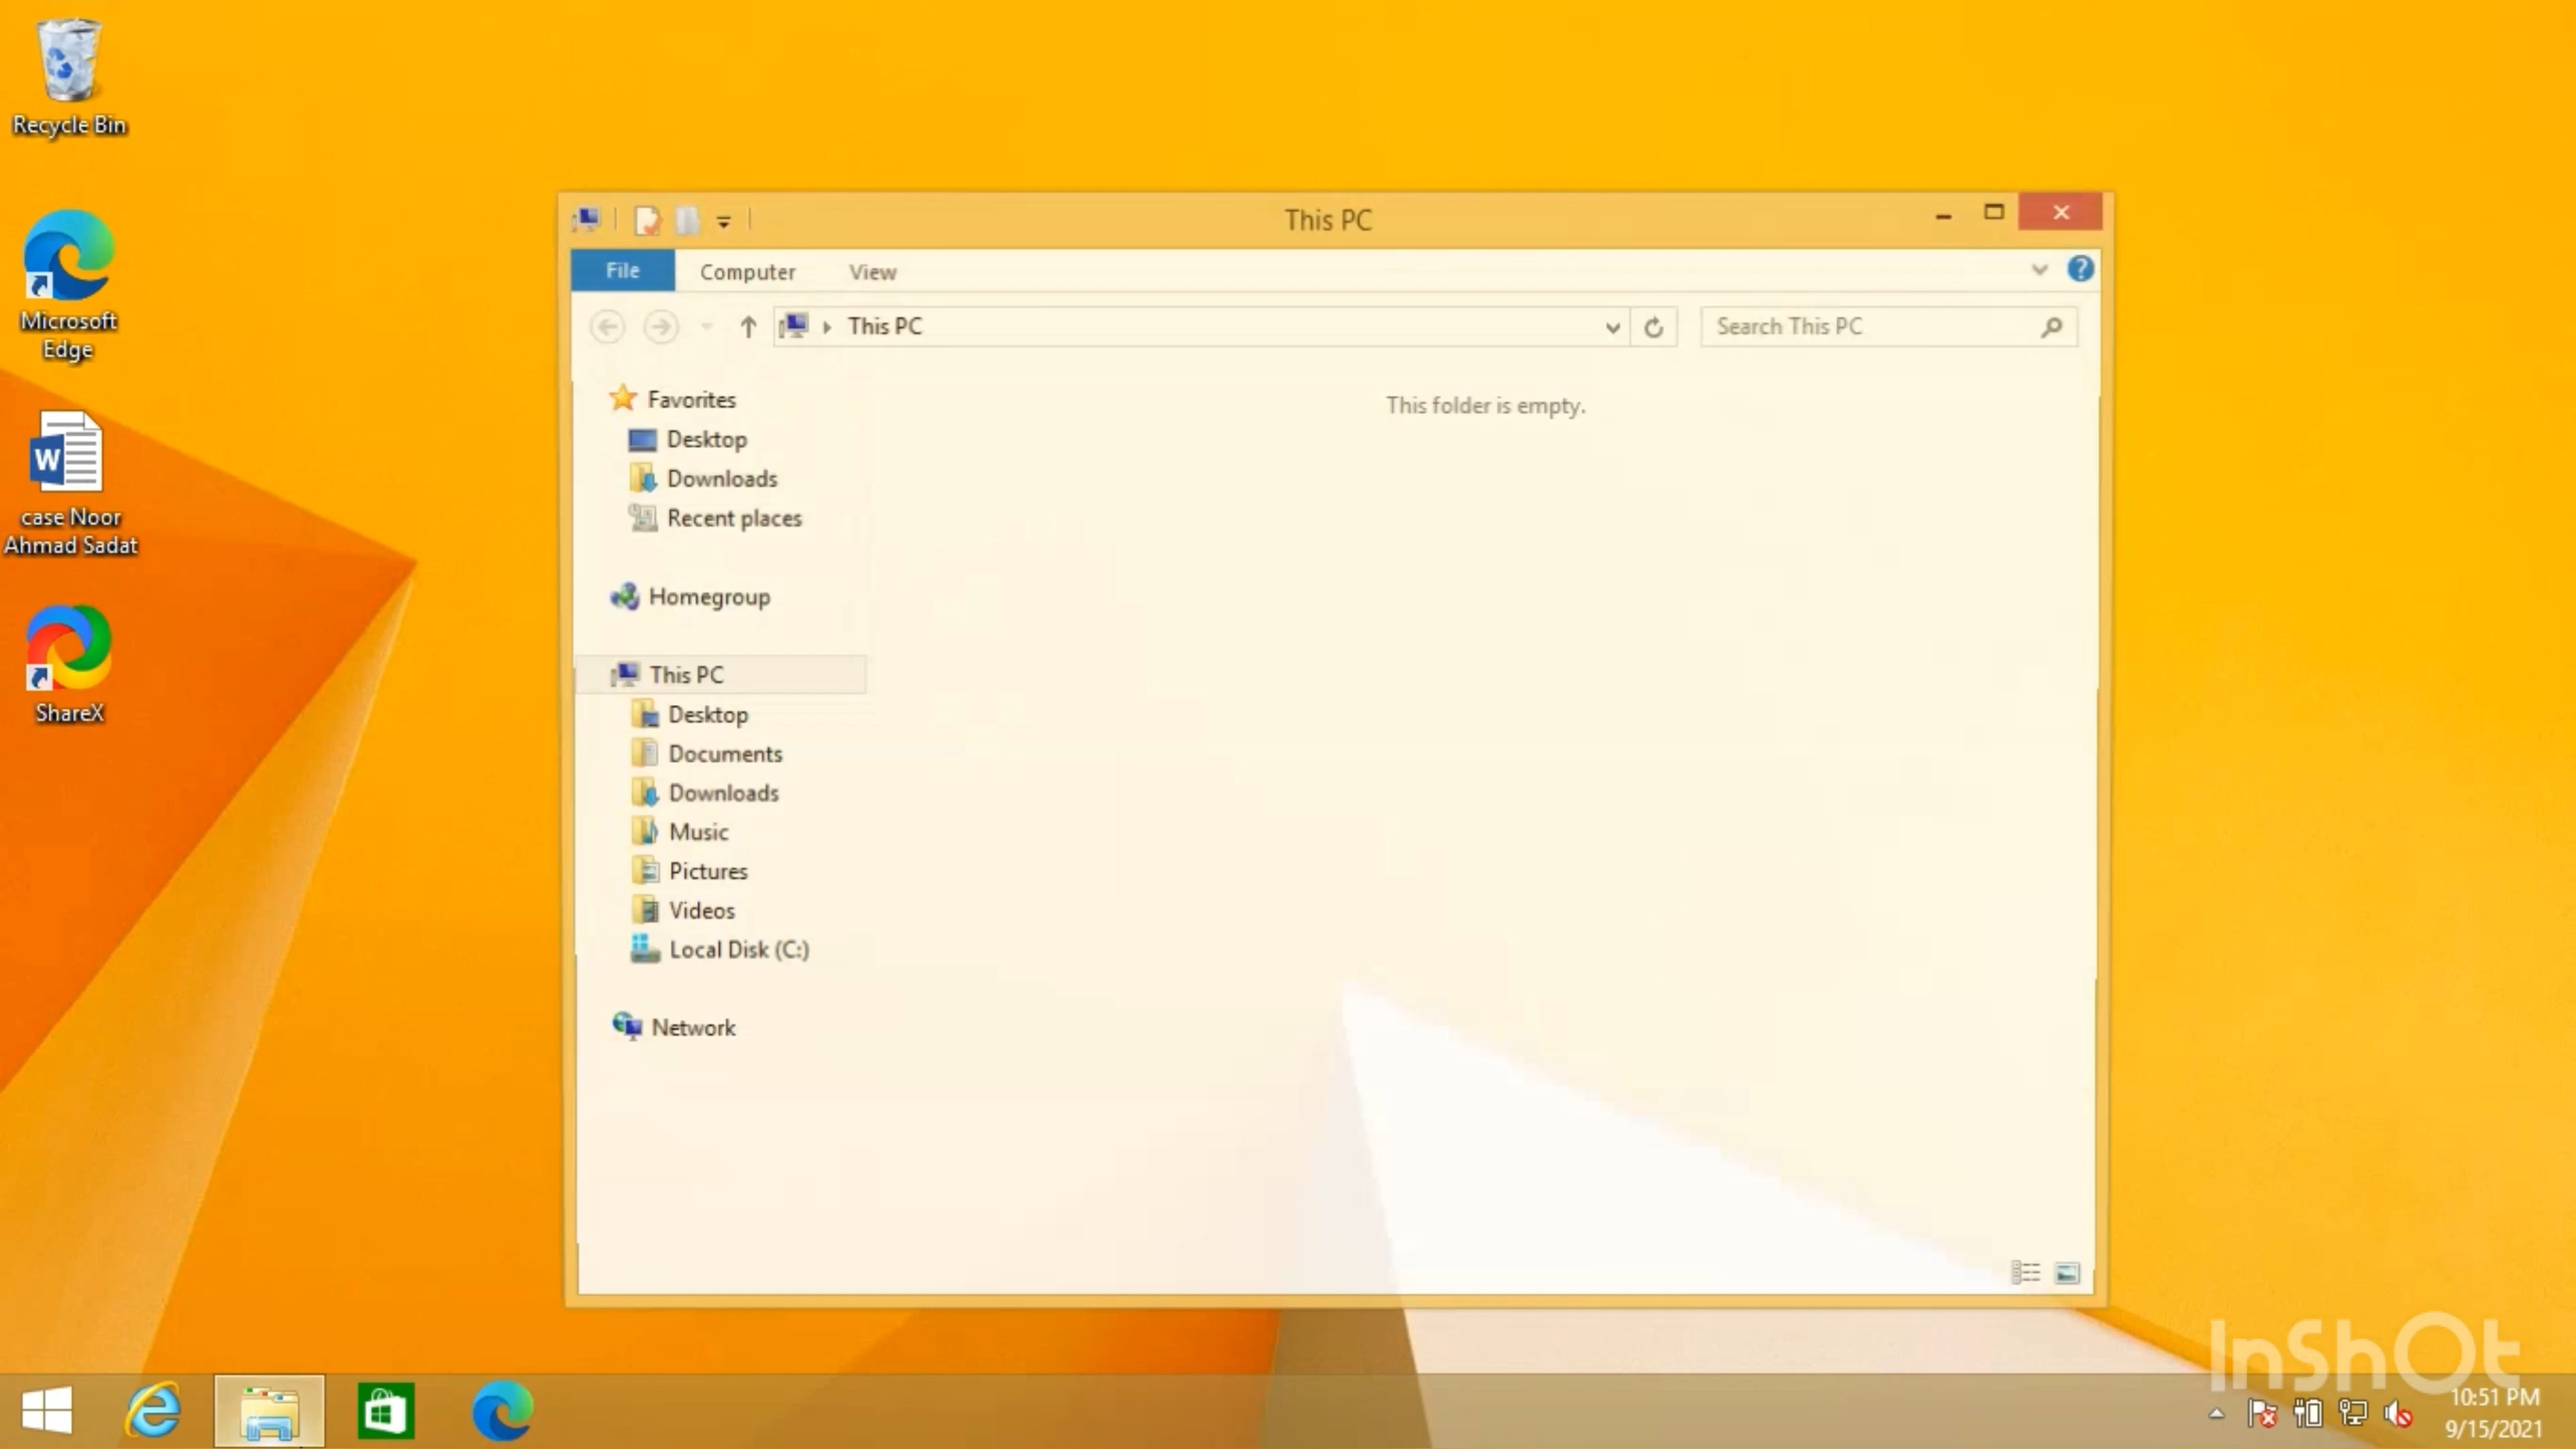 Recycle Bin
Microsoft
Edge
W
case Noor
Ahmad Sadat
ShareX
This PC
File
Computer
View
?
This PC
Search This PC
Favorites
Desktop
Downloads
Recent places
Homegroup
This PC
Desktop
Documents
Downloads
Music
Pictures
Videos
Local Disk (C:)
Network
This folder is empty.
InShOt
10:51 PM
9/15/2021